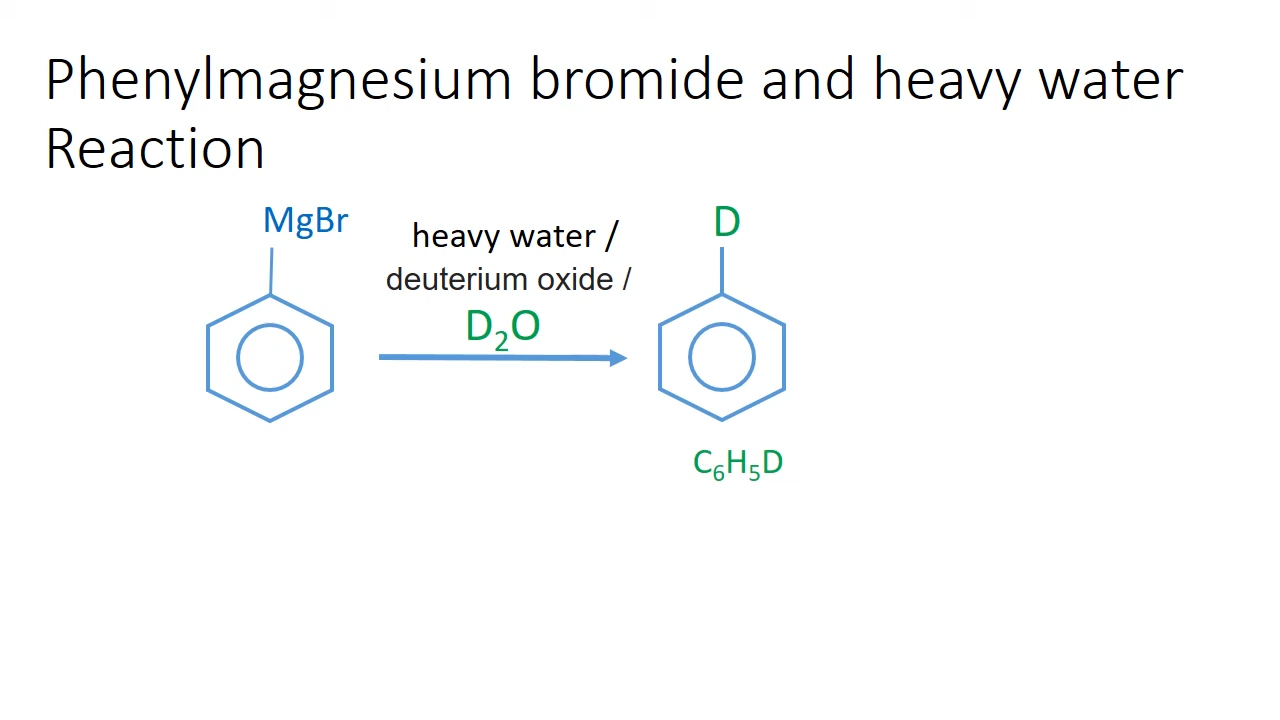 Phenylmagnesium bromide and heavy water
Reaction
MgBr
heavy water /
deuterium oxide /
D₂O
D
C₆H₅D